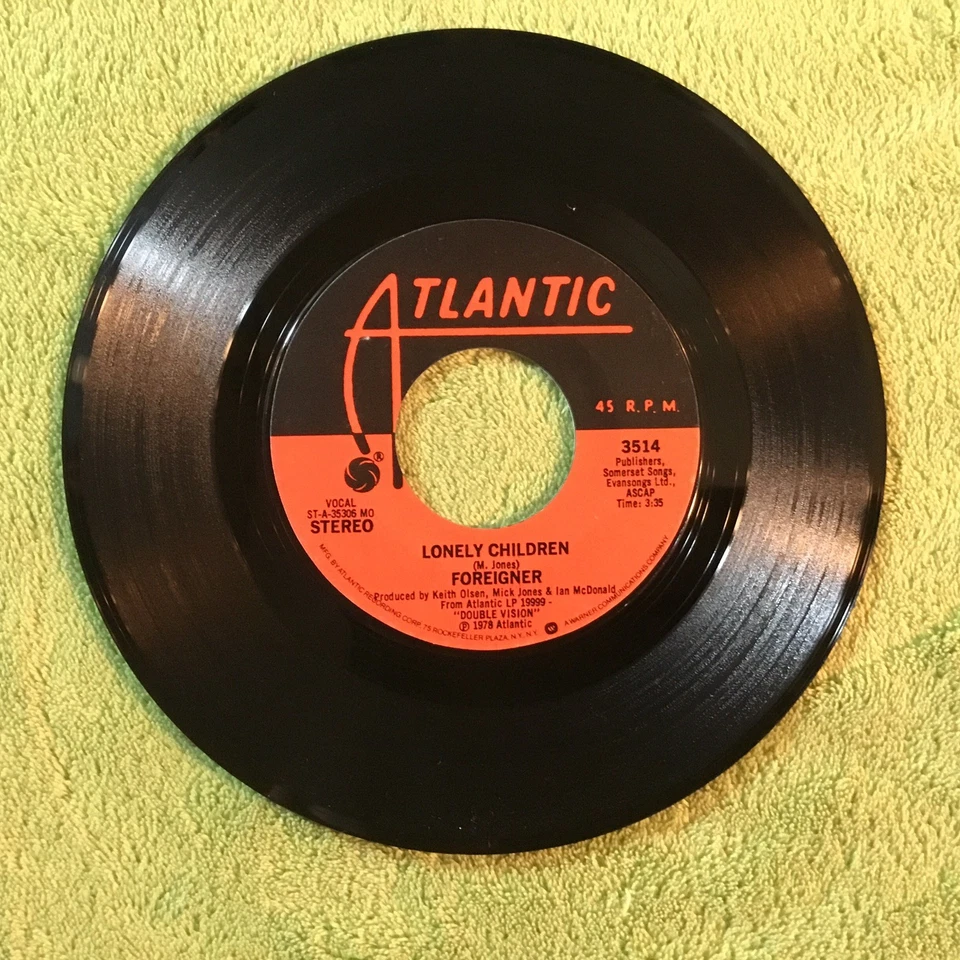 ATLANTIC
45 R.P.M.
®
3514
Publishers,
Somerset Songs,
Evansongs Ltd.,
ASCAP
Time: 3:35
VOCAL
ST-A-35306 MO
STEREO
LONELY CHILDREN
(M. Jones)
FOREIGNER
Produced by Keith Olsen, Mick Jones & Ian McDonald
From Atlantic LP 19999 -
"DOUBLE VISION"
℗ 1978 Atlantic
MFG. BY ATLANTIC RECORDING CORP. 75 ROCKEFELLER PLAZA, N.Y. N.Y. W A WARNER COMMUNICATIONS COMPANY